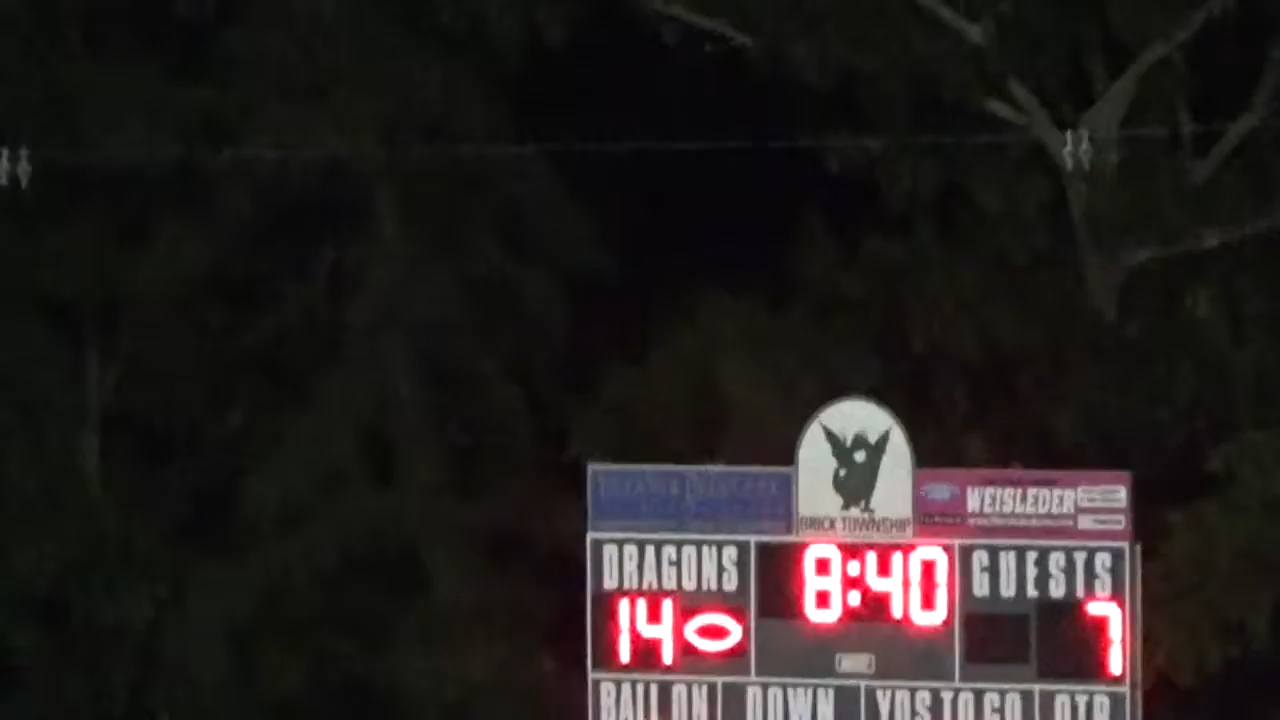 WEISLEDER
BRICK TOWNSHIP
DRAGONS 8:40 GUESTS
14 7
BALL ON DOWN YDS TO GO QTR